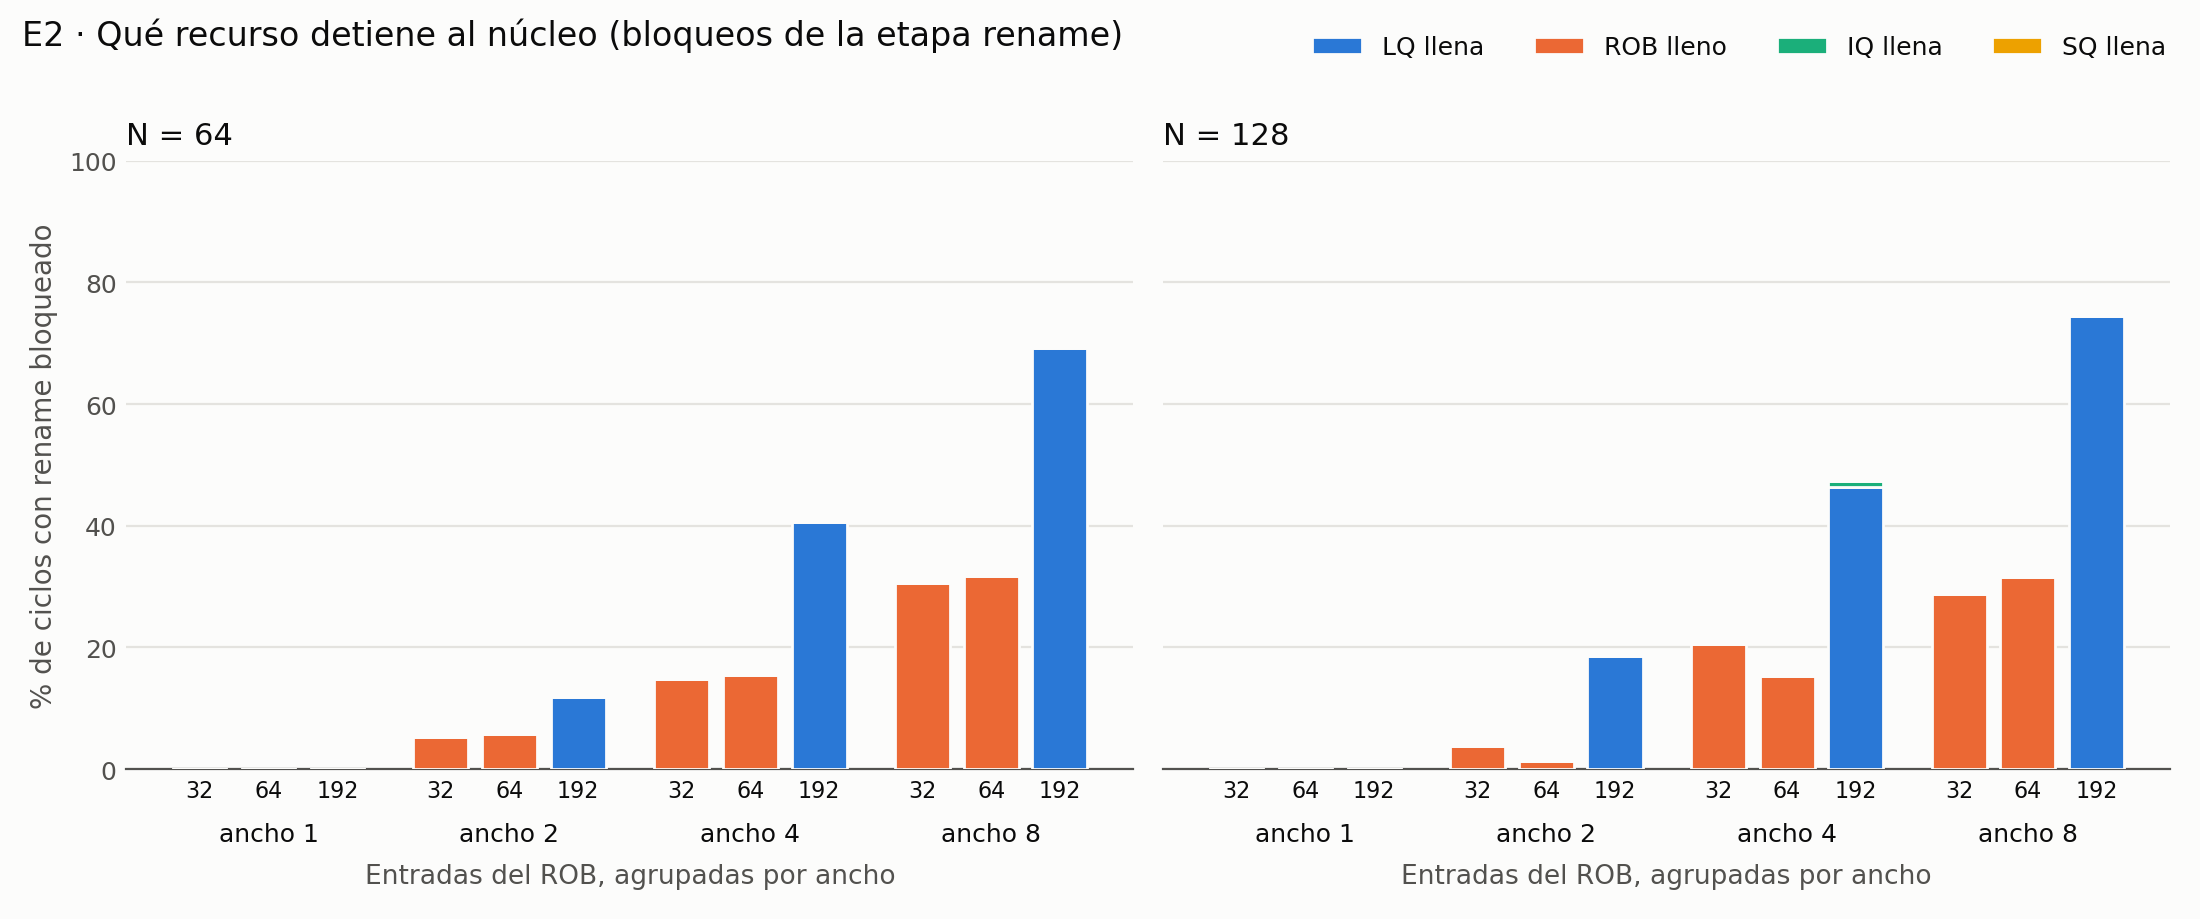 E2 · Qué recurso detiene al núcleo (bloqueos de la etapa rename)
LQ llena ROB lleno IQ llena SQ llena
N = 64
N = 128
% de ciclos con rename bloqueado
100
80
60
40
20
0
32 64 192 32 64 192 32 64 192 32 64 192
ancho 1 ancho 2 ancho 4 ancho 8
Entradas del ROB, agrupadas por ancho
32 64 192 32 64 192 32 64 192 32 64 192
ancho 1 ancho 2 ancho 4 ancho 8
Entradas del ROB, agrupadas por ancho